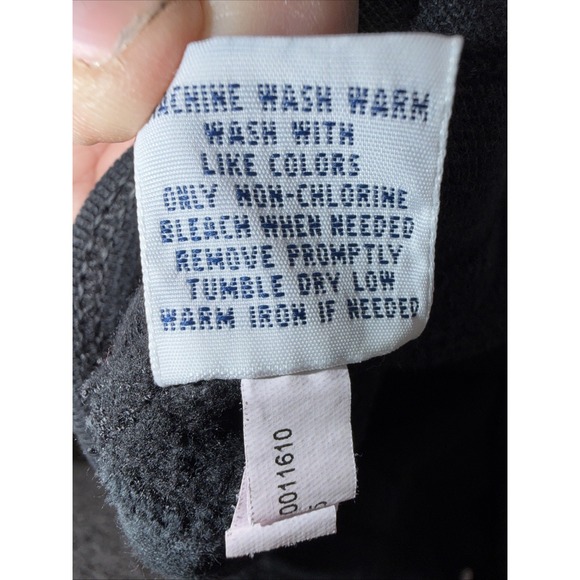 MACHINE WASH WARM
WASH WITH
LIKE COLORS
ONLY NON-CHLORINE
BLEACH WHEN NEEDED
REMOVE PROMPTLY
TUMBLE DRY LOW
WARM IRON IF NEEDED
0011610